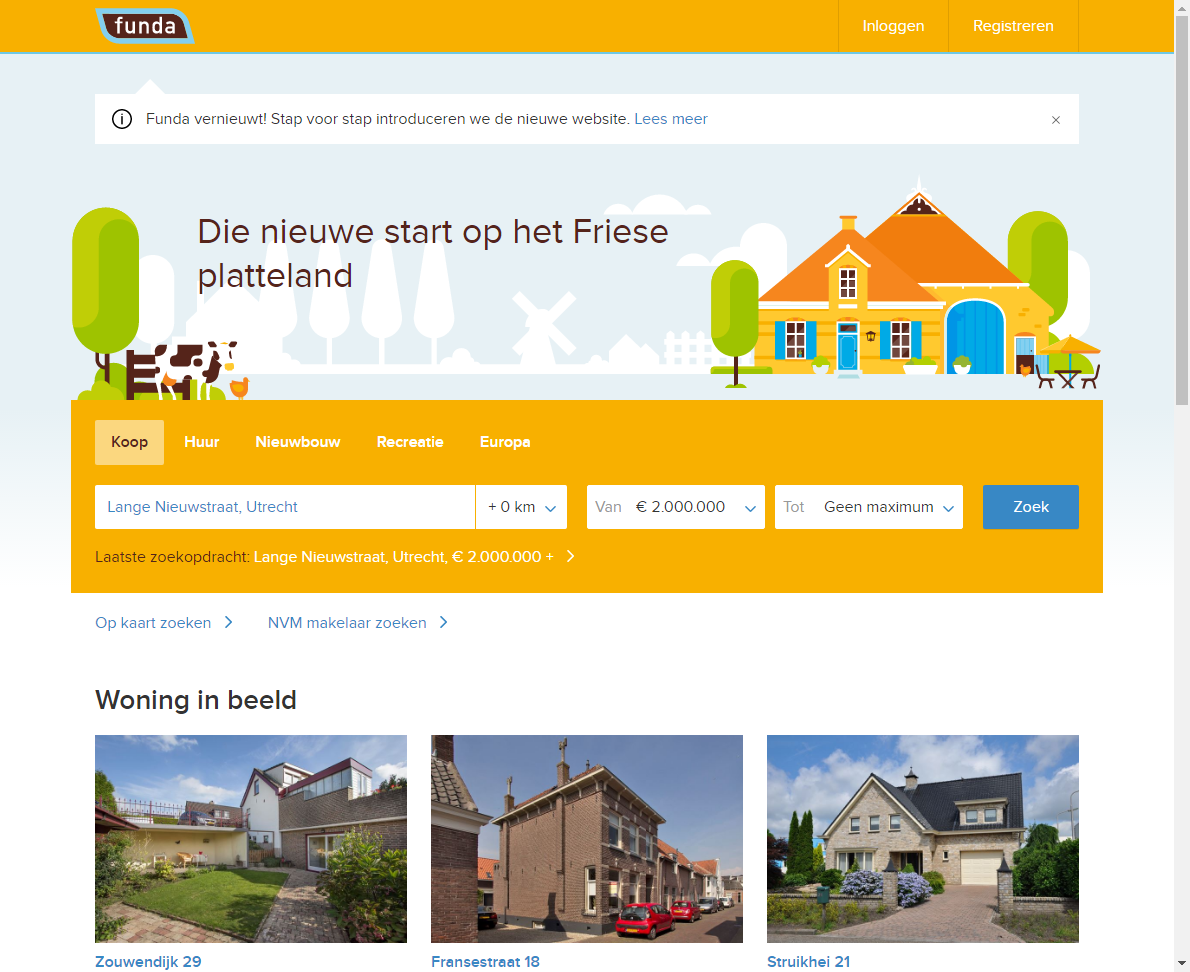 funda
Inloggen
Registreren
Funda vernieuwt! Stap voor stap introduceren we de nieuwe website. Lees meer
Die nieuwe start op het Friese
platteland
Koop
Huur
Nieuwbouw
Recreatie
Europa
Lange Nieuwstraat, Utrecht
+ 0 km
Van € 2.000.000
Tot Geen maximum
Zoek
Laatste zoekopdracht: Lange Nieuwstraat, Utrecht, € 2.000.000 +
Op kaart zoeken
NVM makelaar zoeken
Woning in beeld
Zouwendijk 29
Fransestraat 18
Struikhei 21